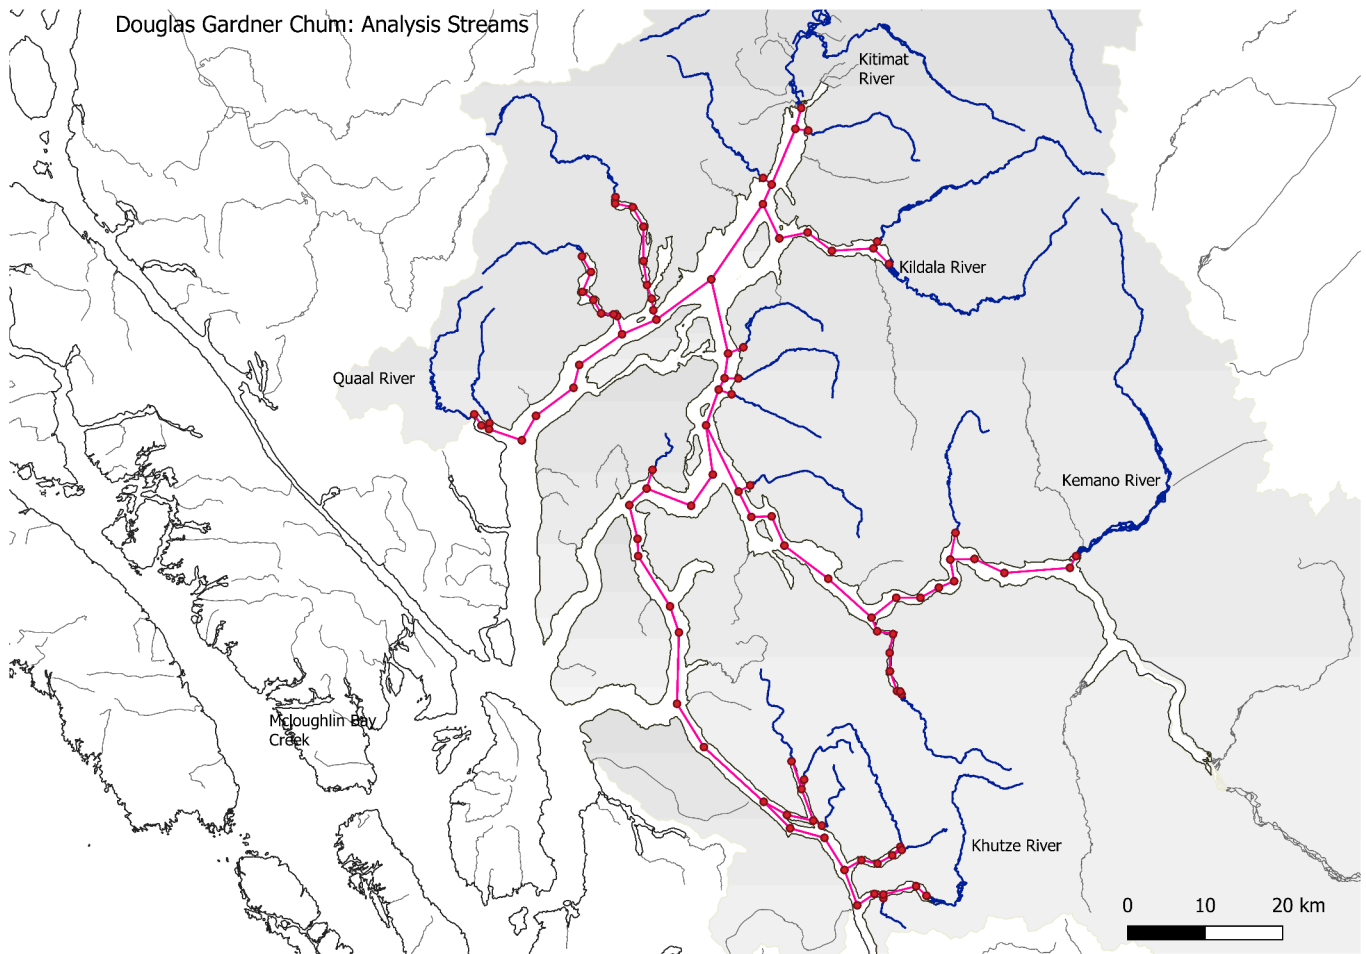 Douglas Gardner Chum: Analysis Streams
Kitimat
River
Kildala River
Quaal River
Kemano River
Mcloughlin Bay
Creek
Khutze River
0 10 20 km